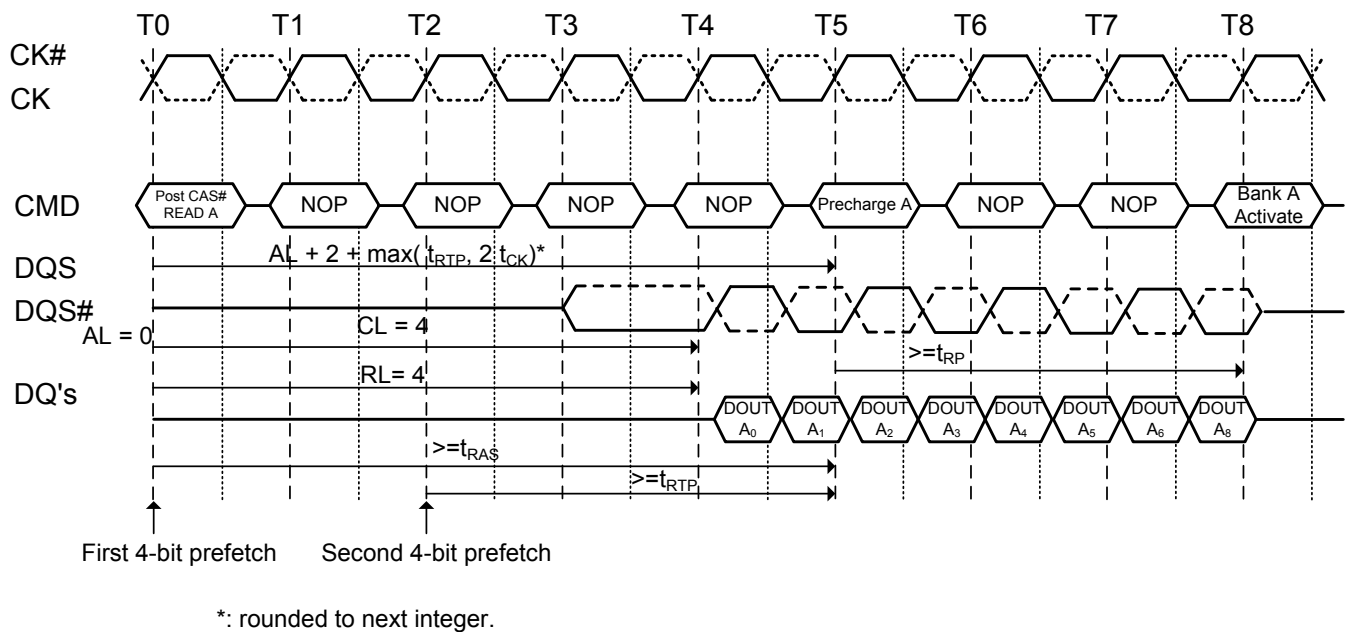 T0 T1 T2 T3 T4 T5 T6 T7 T8
CK#
CK
CMD
Post CAS#
READ A
NOP NOP NOP NOP Precharge A NOP NOP
Bank A
Activate
DQS
AL + 2 + max( tRTP, 2 tCK)*
DQS#
AL = 0
CL = 4
>=tRP
RL= 4
DQ's
DOUT DOUT DOUT DOUT DOUT DOUT DOUT DOUT
A0 A1 A2 A3 A4 A5 A6 A8
>=tRAS
>=tRTP
First 4-bit prefetch Second 4-bit prefetch
*: rounded to next integer.